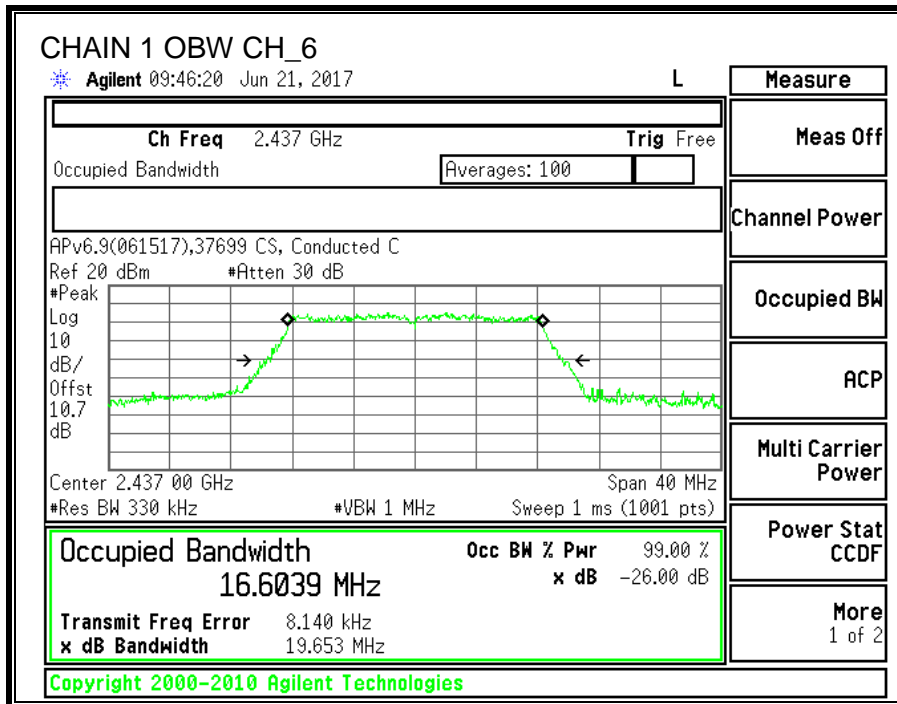 CHAIN 1 OBW CH_6
Agilent 09:46:20 Jun 21, 2017 L
Measure
Ch Freq 2.437 GHz Trig Free
Meas Off
Occupied Bandwidth Averages: 100
Channel Power
APv6.9(061517),37699 CS, Conducted C
Ref 20 dBm #Atten 30 dB
#Peak
Log
10
dB/
Offst
10.7
dB
Occupied BW
ACP
Multi Carrier
Power
Center 2.437 00 GHz Span 40 MHz
#Res BW 330 kHz #VBW 1 MHz Sweep 1 ms (1001 pts)
Power Stat
CCDF
Occupied Bandwidth Occ BW % Pwr 99.00 %
16.6039 MHz x dB -26.00 dB
Transmit Freq Error 8.140 kHz
x dB Bandwidth 19.653 MHz
More
1 of 2
Copyright 2000-2010 Agilent Technologies